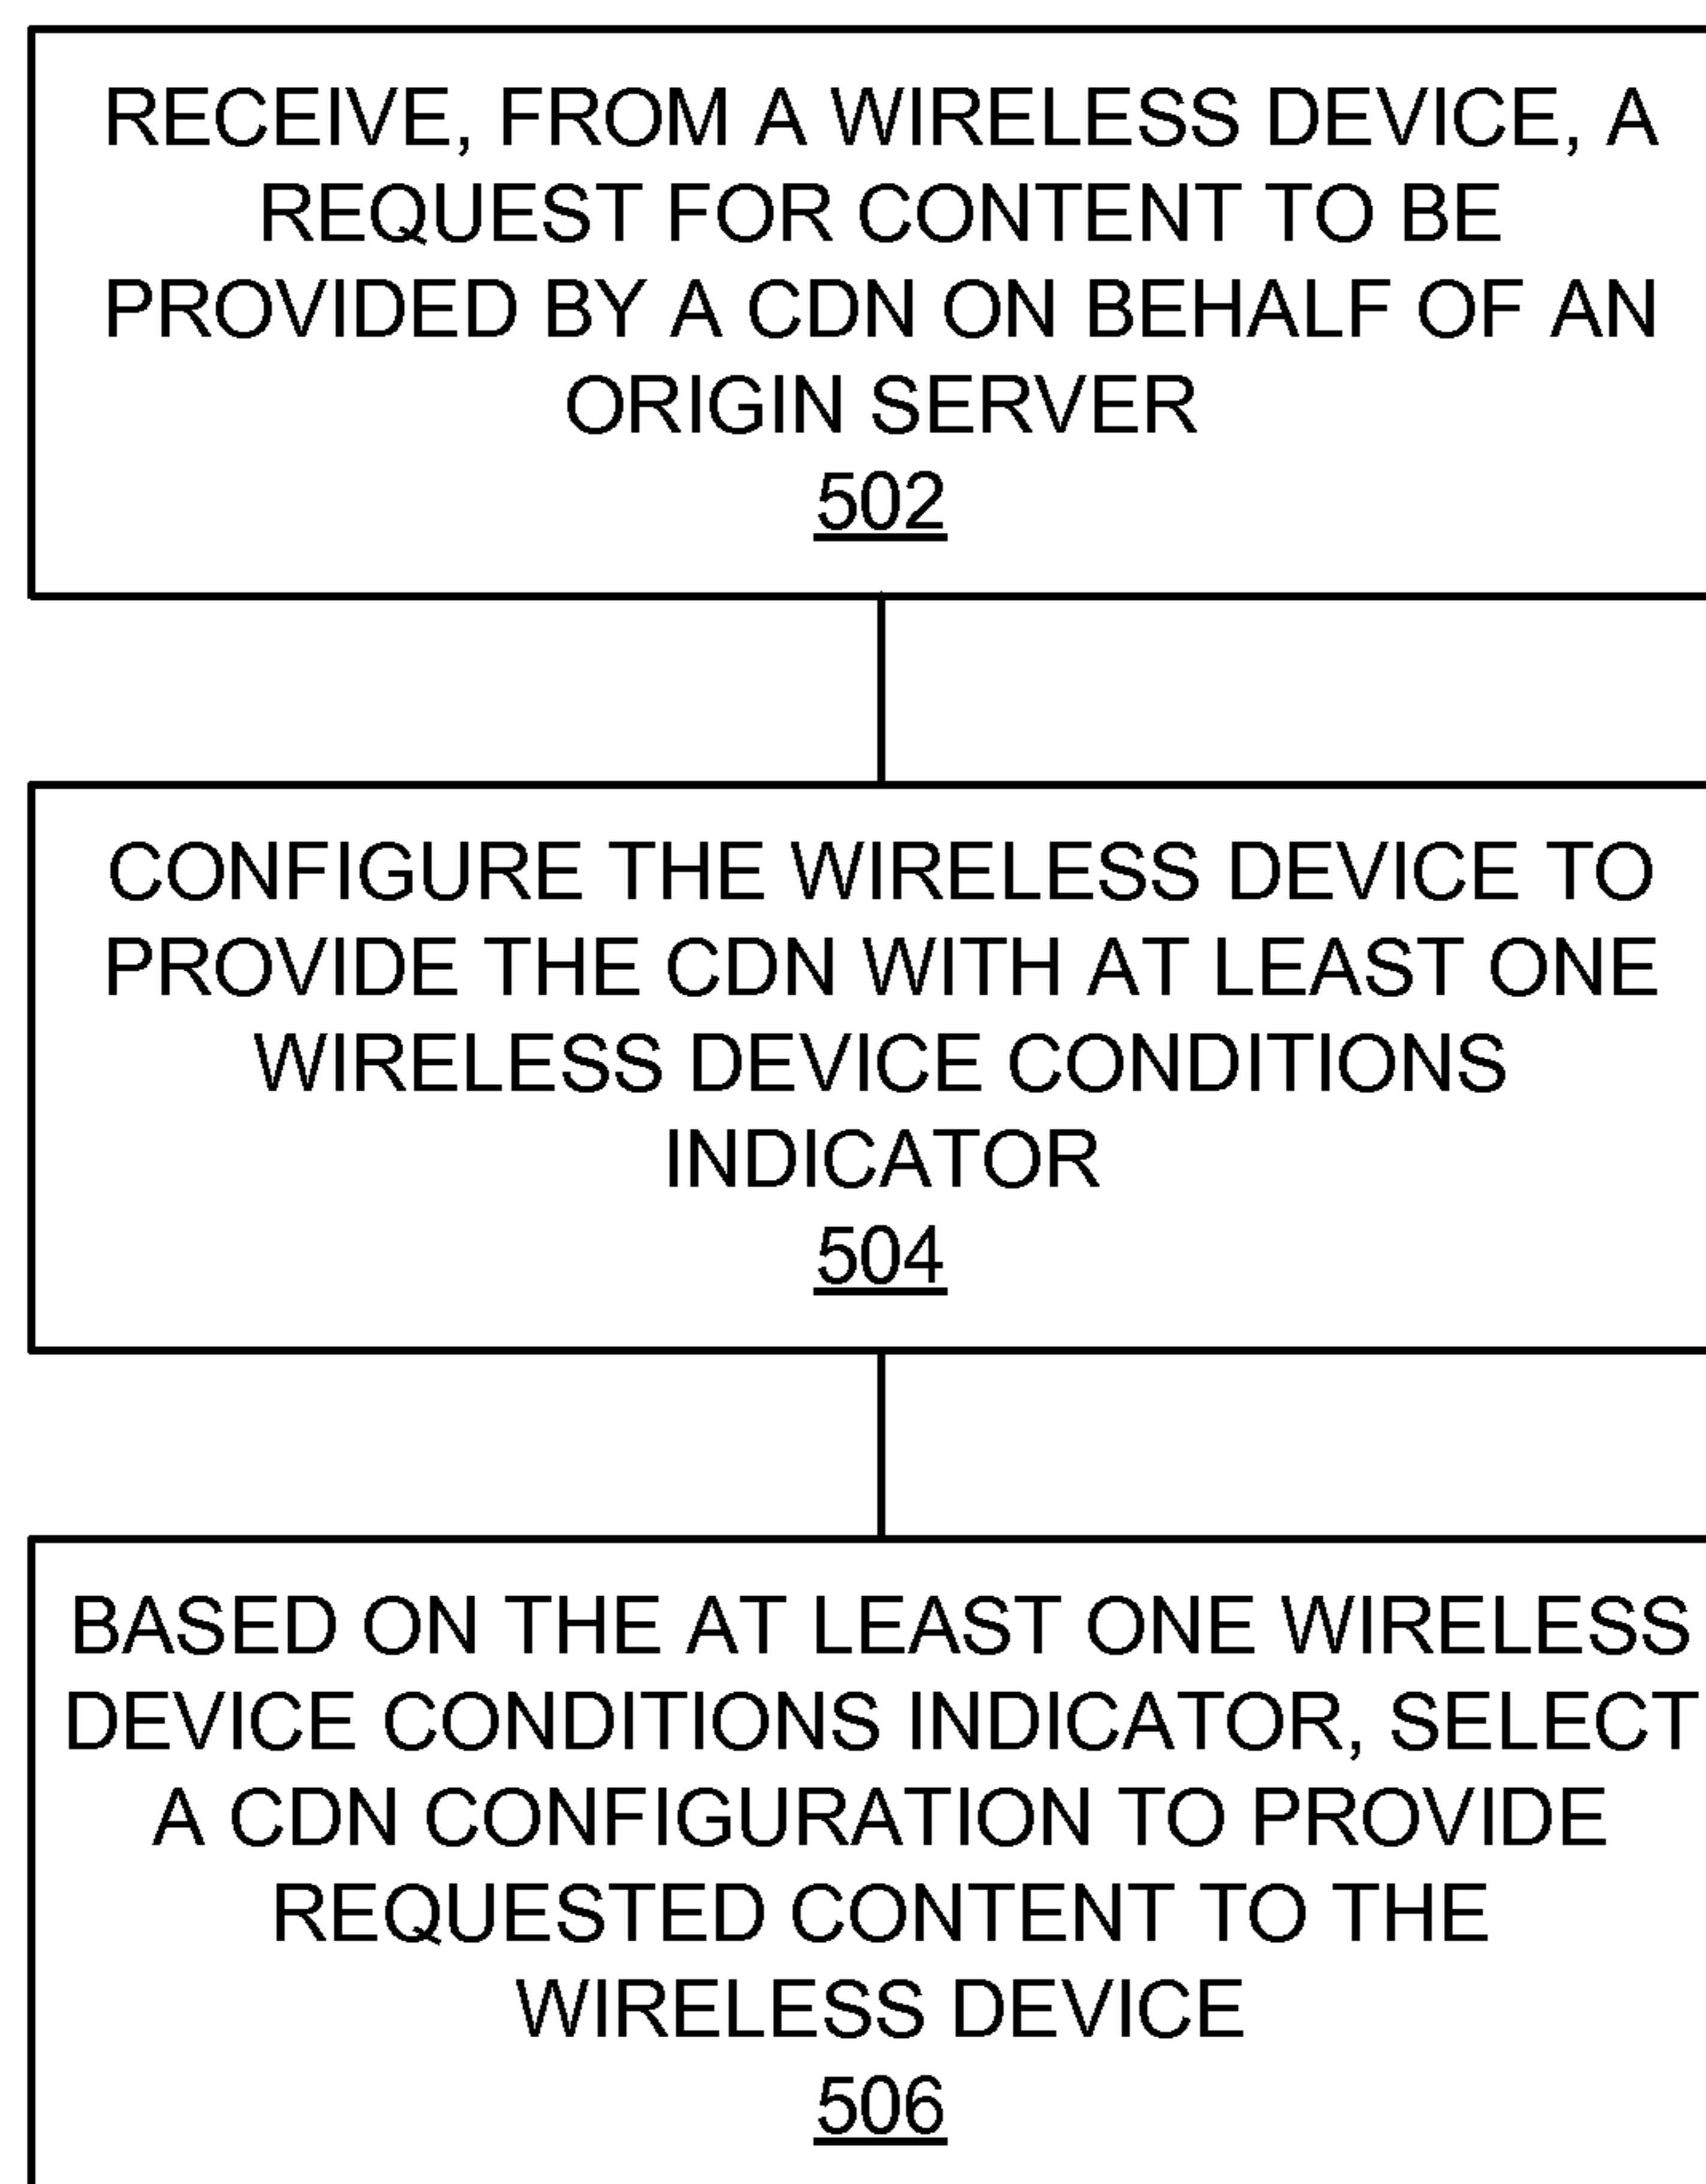 RECEIVE, FROM A WIRELESS DEVICE, A
REQUEST FOR CONTENT TO BE
PROVIDED BY A CDN ON BEHALF OF AN
ORIGIN SERVER
502
CONFIGURE THE WIRELESS DEVICE TO
PROVIDE THE CDN WITH AT LEAST ONE
WIRELESS DEVICE CONDITIONS
INDICATOR
504
BASED ON THE AT LEAST ONE WIRELESS
DEVICE CONDITIONS INDICATOR, SELECT
A CDN CONFIGURATION TO PROVIDE
REQUESTED CONTENT TO THE
WIRELESS DEVICE
506